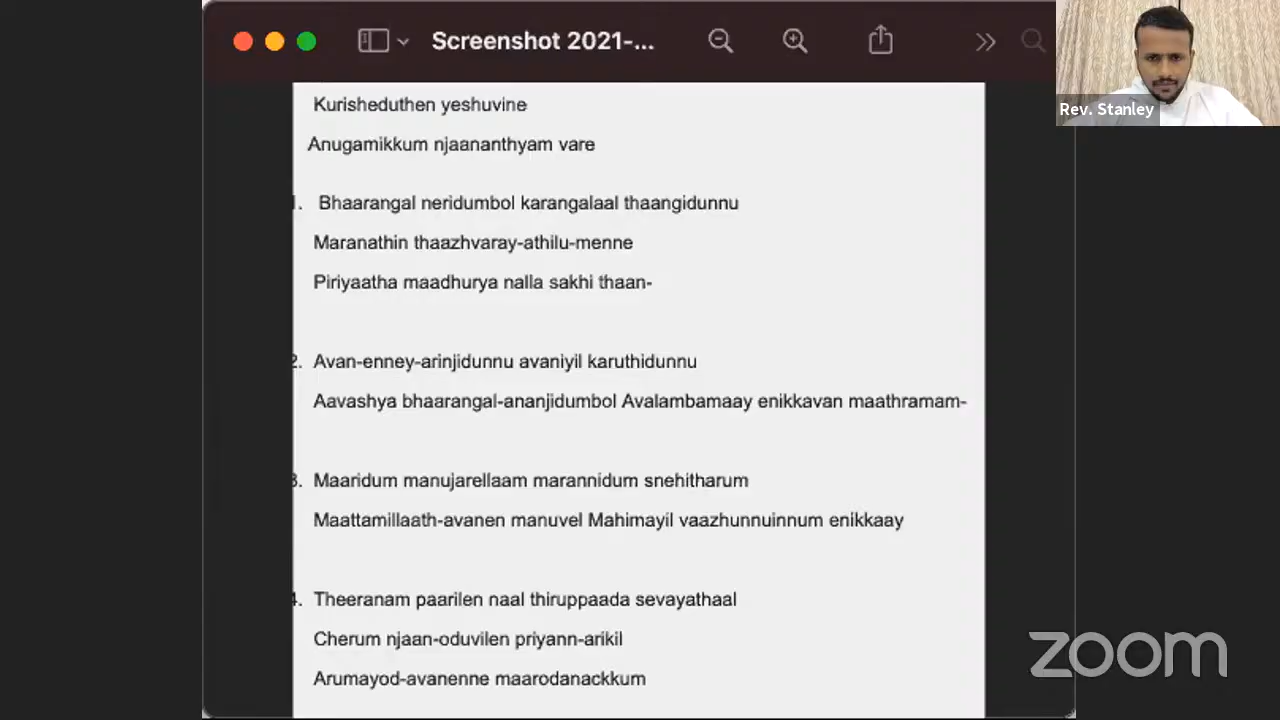 Screenshot 2021-...
Rev. Stanley
Kurisheduthen yeshuvine
Anugamikkum njaananthyam vare
1. Bhaarangal neridumbol karangalaal thaangidunnu
Maranathin thaazhvaray-athilu-menne
Piriyaatha maadhurya nalla sakhi thaan-
2. Avan-enney-arinjidunnu avaniyil karuthidunnu
Aavashya bhaarangal-ananjidumbol Avalambamaay enikkavan maathramam-
3. Maaridum manujarellaam marannidum snehitharum
Maattamillaath-avanen manuvel Mahimayil vaazhunnuinnum enikkaay
4. Theeranam paarilen naal thiruppaada sevayathaal
Cherum njaan-oduvilen priyann-arikil
Arumayod-avanenne maarodanackkum
zoom